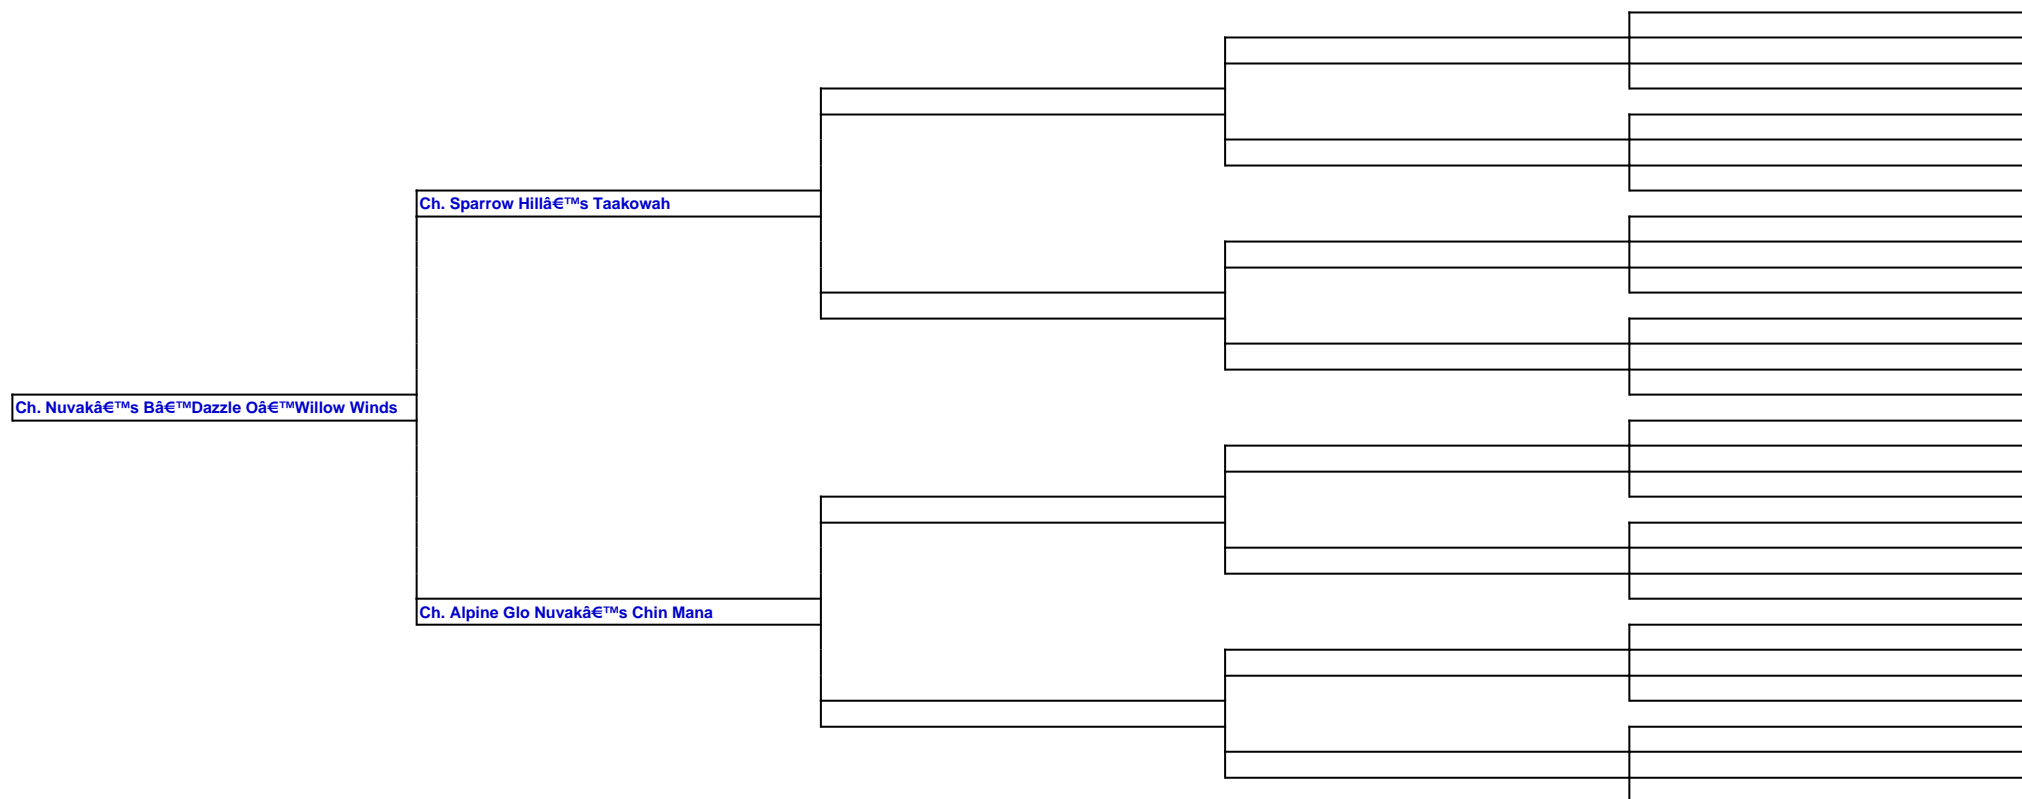 Ch. Sparrow Hillâ€™s Taakowah
Ch. Nuvakâ€™s Bâ€™Dazzle Oâ€™Willow Winds
Ch. Alpine Glo Nuvakâ€™s Chin Mana